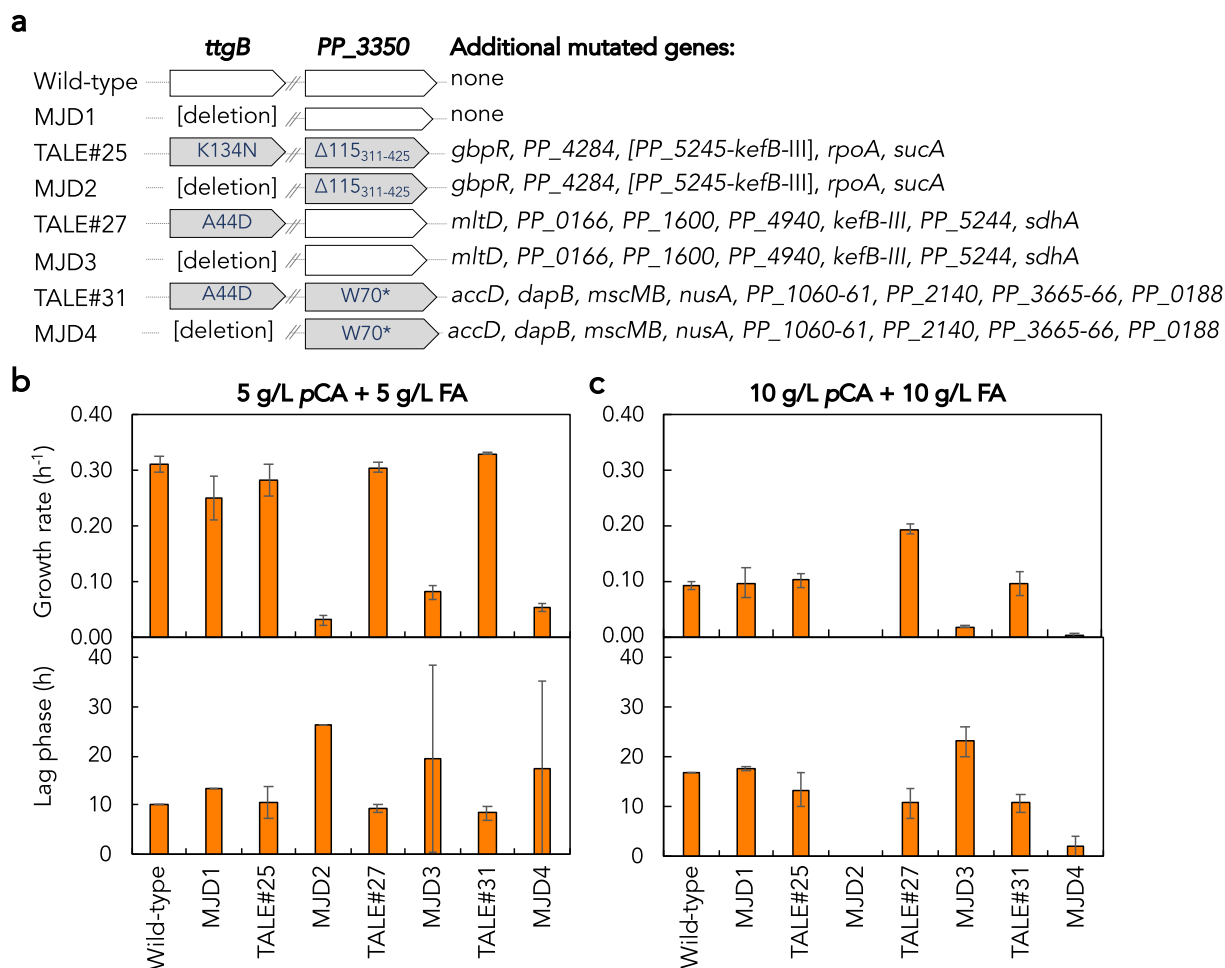 a
ttgB PP_3350 Additional mutated genes:
Wild-type none
MJD1 [deletion] none
TALE#25 K134N Δ115311-425 gbpR, PP_4284, [PP_5245-kefB-III], rpoA, sucA
MJD2 [deletion] Δ115311-425 gbpR, PP_4284, [PP_5245-kefB-III], rpoA, sucA
TALE#27 A44D mltD, PP_0166, PP_1600, PP_4940, kefB-III, PP_5244, sdhA
MJD3 [deletion] mltD, PP_0166, PP_1600, PP_4940, kefB-III, PP_5244, sdhA
TALE#31 A44D W70* accD, dapB, mscMB, nusA, PP_1060-61, PP_2140, PP_3665-66, PP_0188
MJD4 [deletion] W70* accD, dapB, mscMB, nusA, PP_1060-61, PP_2140, PP_3665-66, PP_0188
b
5 g/L pCA + 5 g/L FA
Growth rate (h-1)
0.40
0.30
0.20
0.10
0.00
Lag phase (h)
40
30
20
10
0
Wild-type
MJD1
TALE#25
MJD2
TALE#27
MJD3
TALE#31
MJD4
c
10 g/L pCA + 10 g/L FA
0.40
0.30
0.20
0.10
0.00
40
30
20
10
0
Wild-type
MJD1
TALE#25
MJD2
TALE#27
MJD3
TALE#31
MJD4